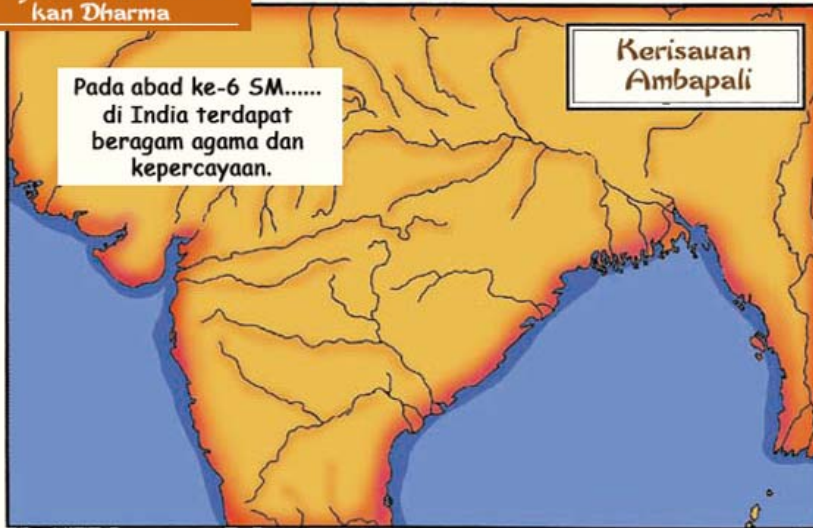 kan Dharma
Kerisauan
Ambapali
Pada abad ke-6 SM......
di India terdapat
beragam agama dan
kepercayaan.